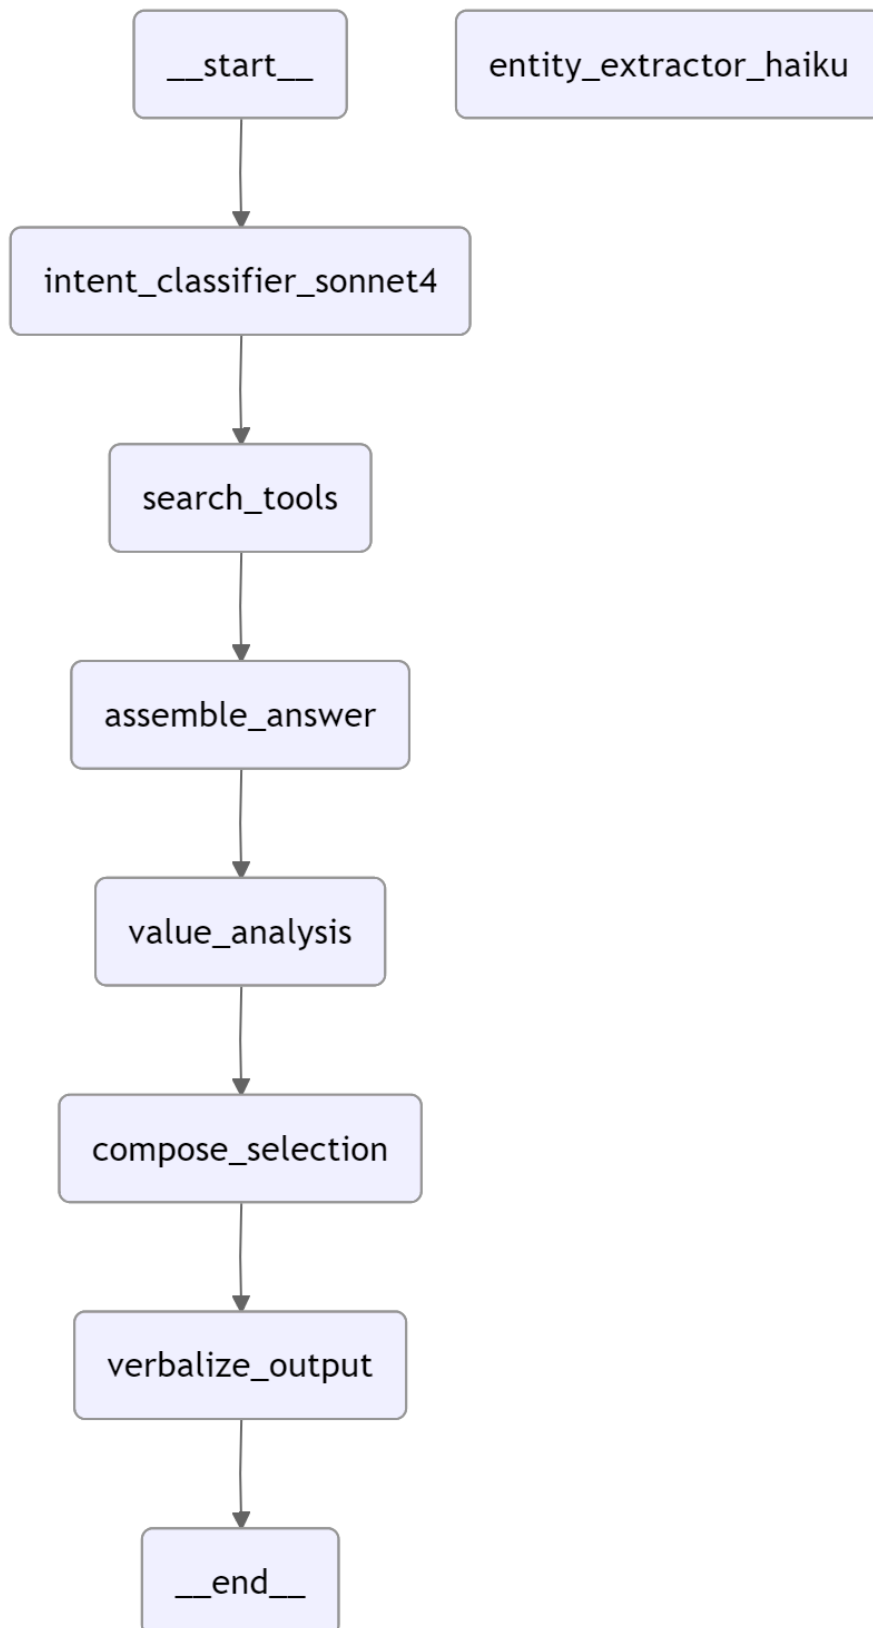 __start__
entity_extractor_haiku
intent_classifier_sonnet4
search_tools
assemble_answer
value_analysis
compose_selection
verbalize_output
__end__